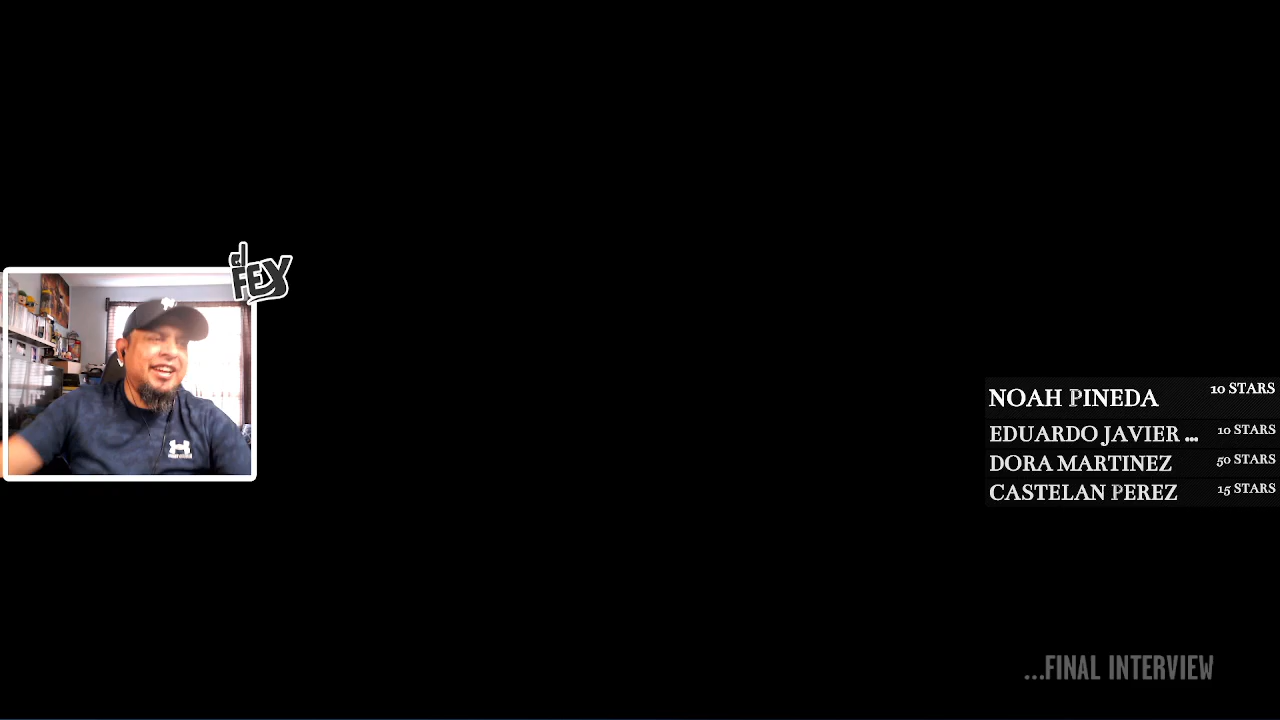 FEY
NOAH PINEDA 10 STARS
EDUARDO JAVIER ... 10 STARS
DORA MARTINEZ 50 STARS
CASTELAN PEREZ 15 STARS
...FINAL INTERVIEW